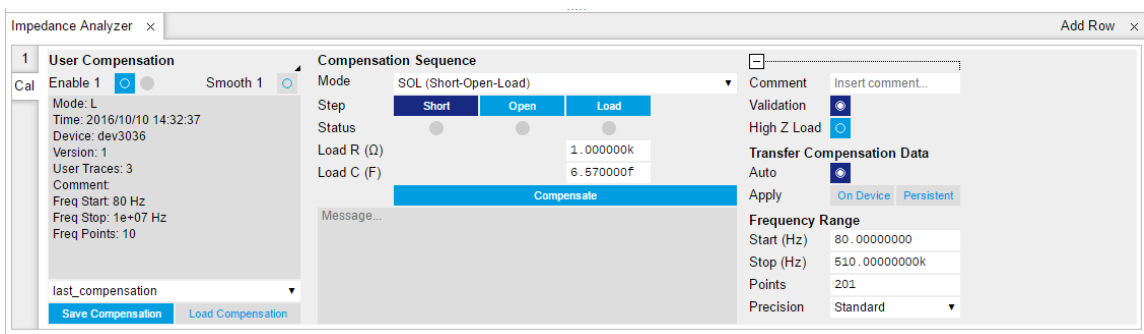 Impedance Analyzer × Add Row ×
1
Cal
User Compensation
Enable 1 Smooth 1
Mode: L
Time: 2016/10/10 14:32:37
Device: dev3036
Version: 1
User Traces: 3
Comment:
Freq Start: 80 Hz
Freq Stop: 1e+07 Hz
Freq Points: 10
last_compensation
Save Compensation Load Compensation
Compensation Sequence
Mode SOL (Short-Open-Load)
Step Short Open Load
Status
Load R (Ω) 1.000000k
Load C (F) 6.570000f
Compensate
Message...
Comment Insert comment...
Validation
High Z Load
Transfer Compensation Data
Auto
Apply On Device Persistent
Frequency Range
Start (Hz) 80.00000000
Stop (Hz) 510.00000000k
Points 201
Precision Standard